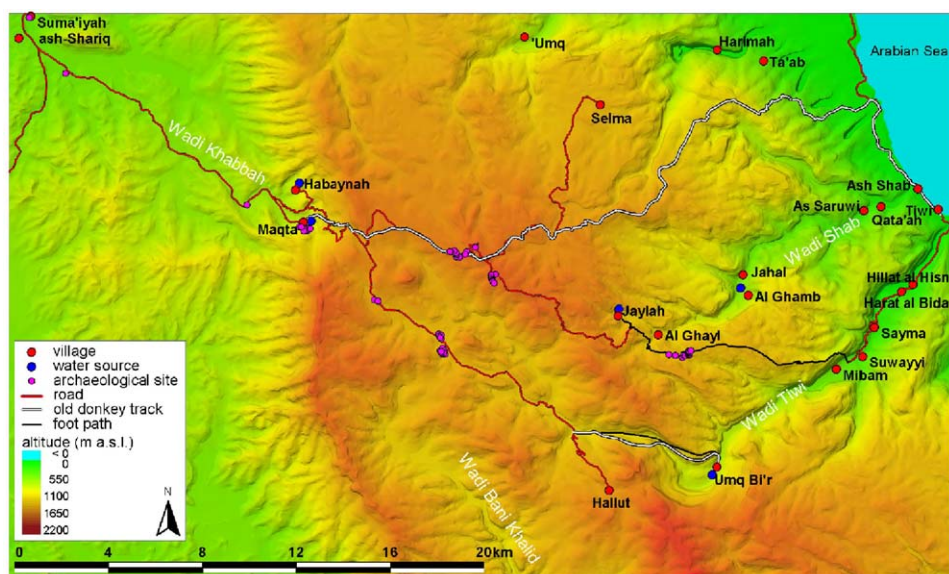 Suma'iyah
ash-Shariq
'Umq
Harimah
Ta'ab
Arabian Sea
Selma
Wadi Khabbah
Habaynah
Maqta
Ash Shab
As Saruwi
Qata'ah
Tiwi
Wadi Shab
Jahal
Al Ghamb
Hillat al Hisn
Harat al Bida
Jaylah
Al Ghayl
Sayma
Suwayyi
Mibam
Wadi Tiwi
Umq Bi'r
Hallut
Wadi Bani Khalid
village
water source
archaeological site
road
old donkey track
foot path
altitude (m a.s.l.)
< 0
0
550
1100
1650
2200
N
0 4 8 12 16 20km